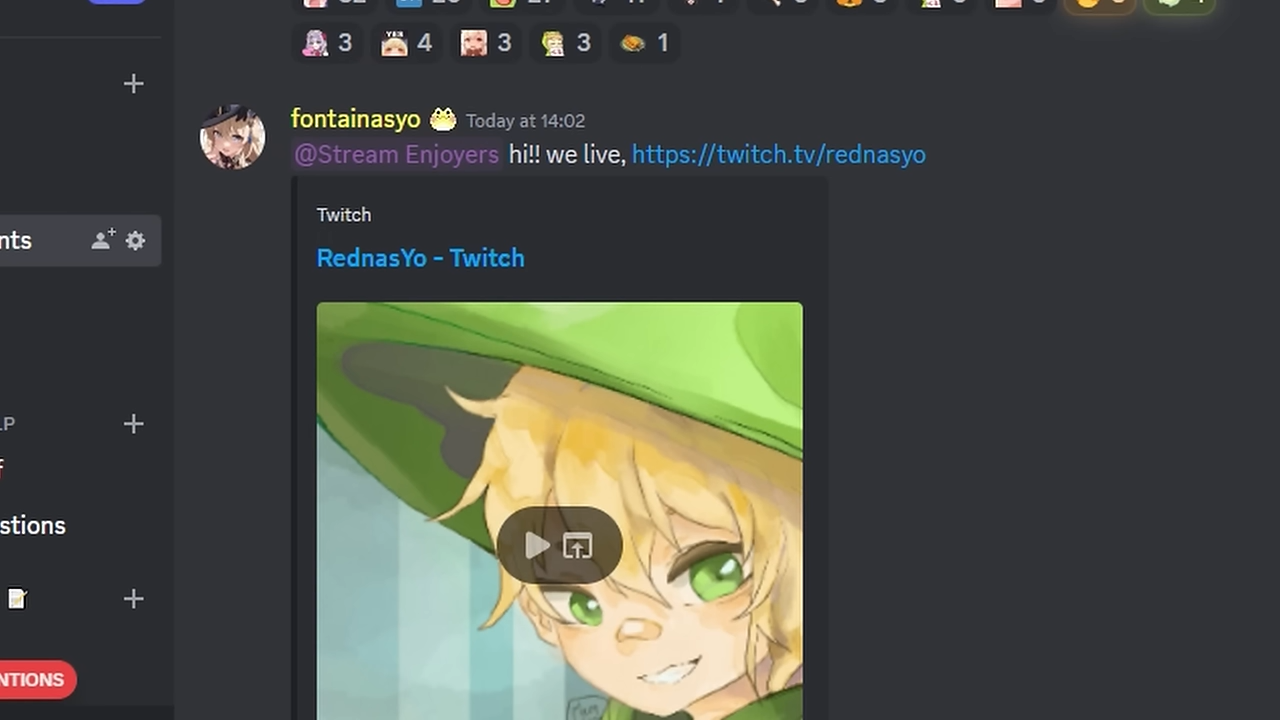 3 4 3 3 1
fontainasyo Today at 14:02
@Stream Enjoyers hi!! we live, https://twitch.tv/rednasyo
Twitch
nts
RednasYo - Twitch
LP
stions
NTIONS